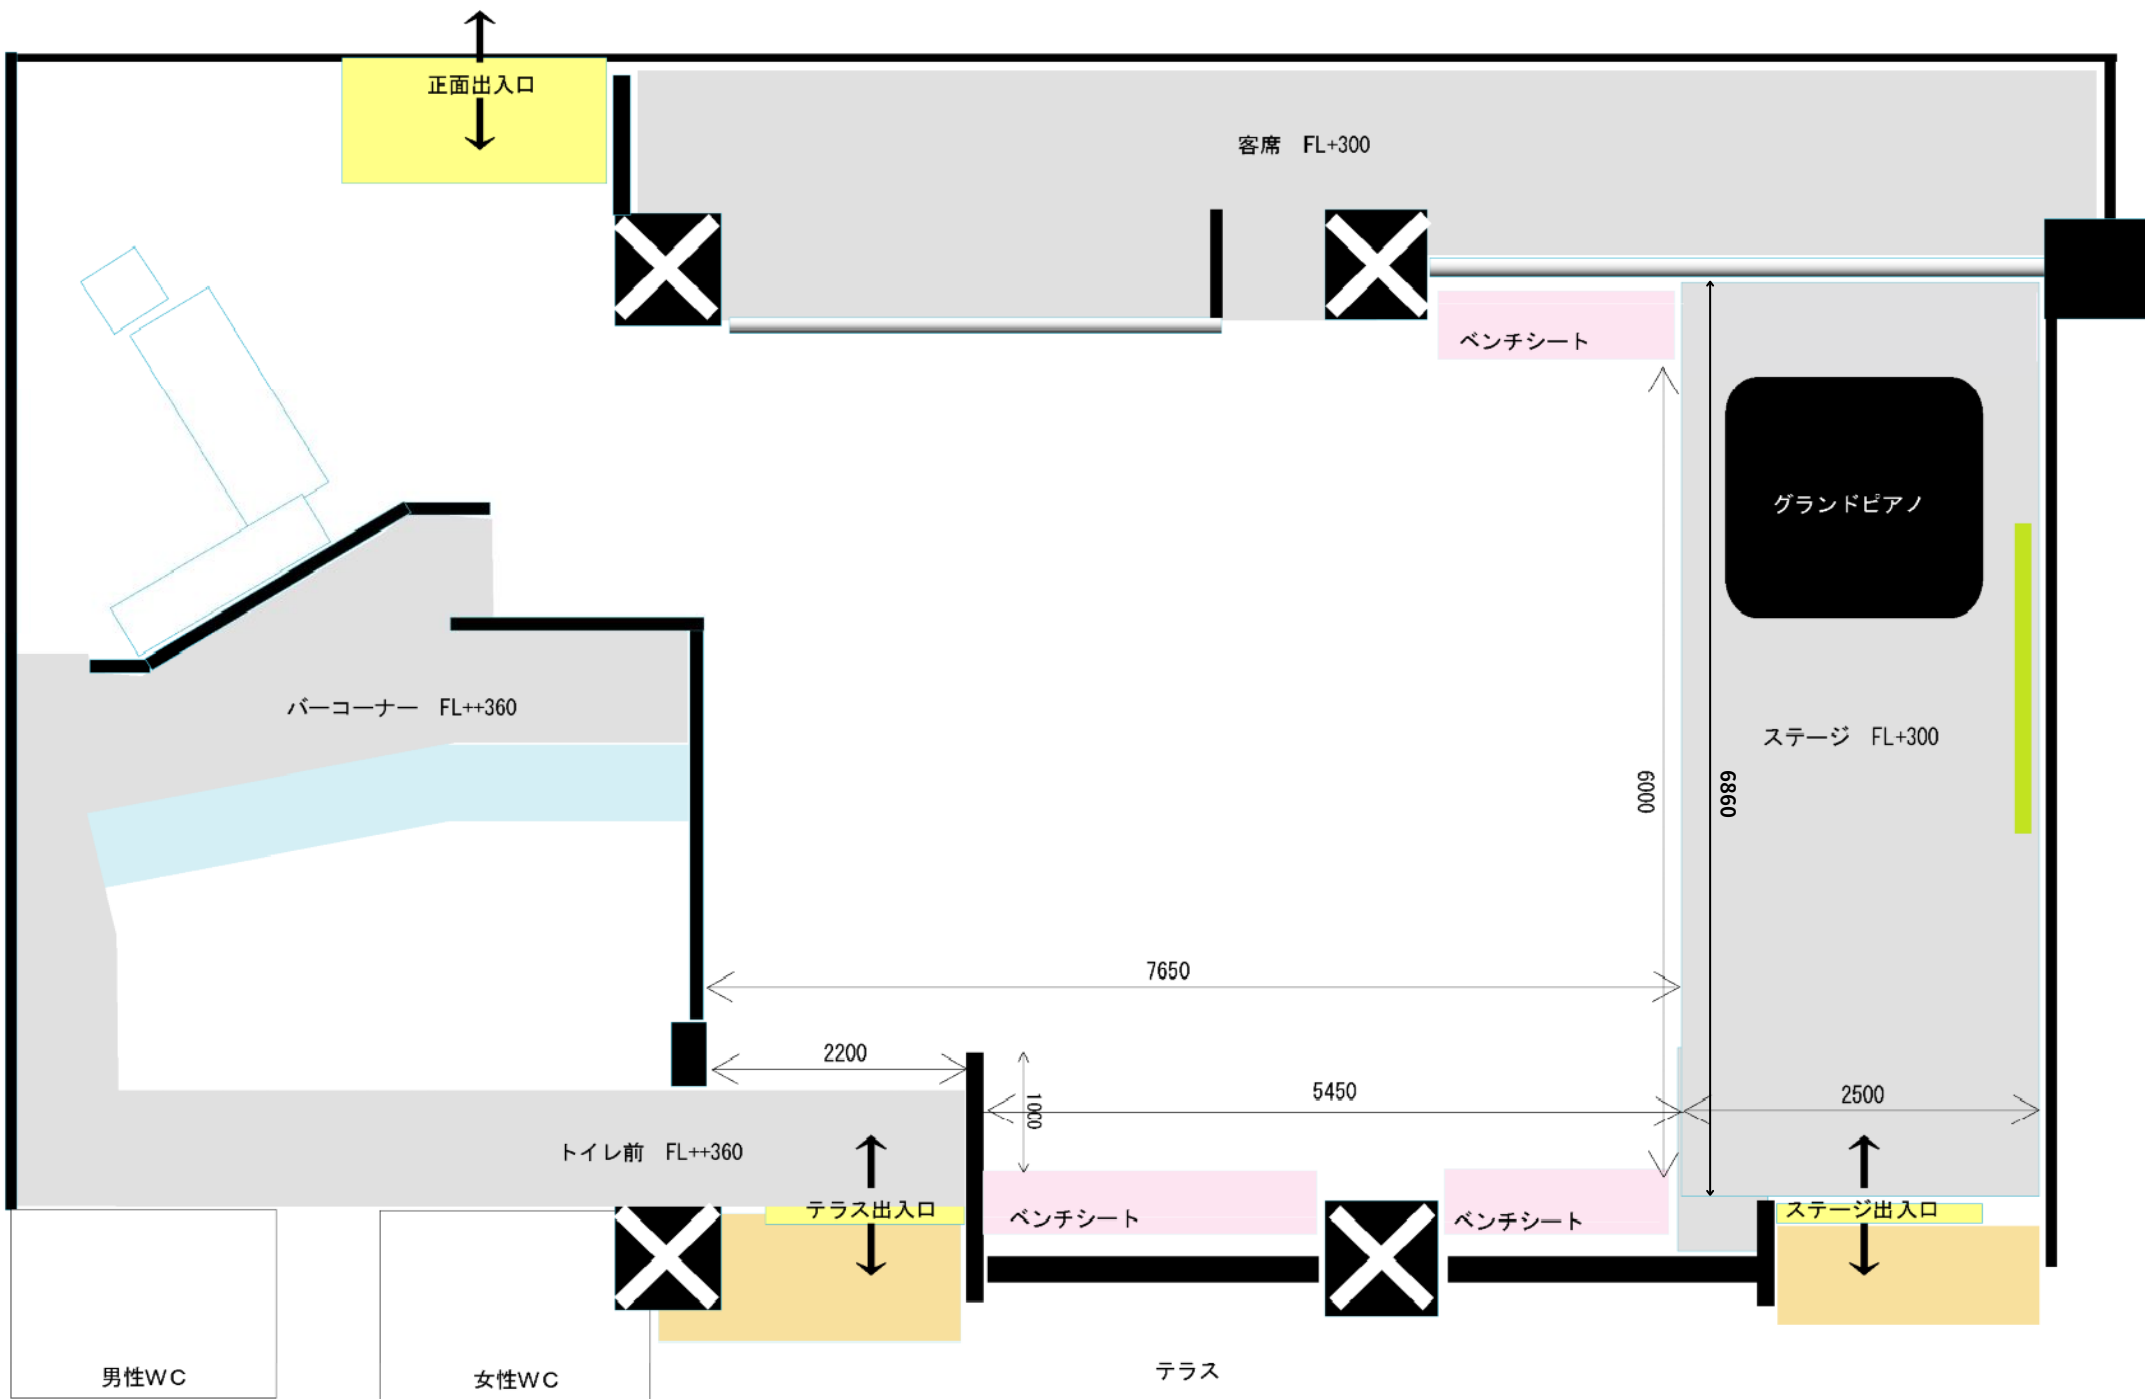 正面出入口
客席　FL+300
ベンチシート
グランドピアノ
バーコーナー　FL++360
ステージ　FL+300
6000
6860
7650
2200
1000
5450
2500
トイレ前　FL++360
テラス出入口
ベンチシート
ベンチシート
ステージ出入口
男性WC
女性WC
テラス